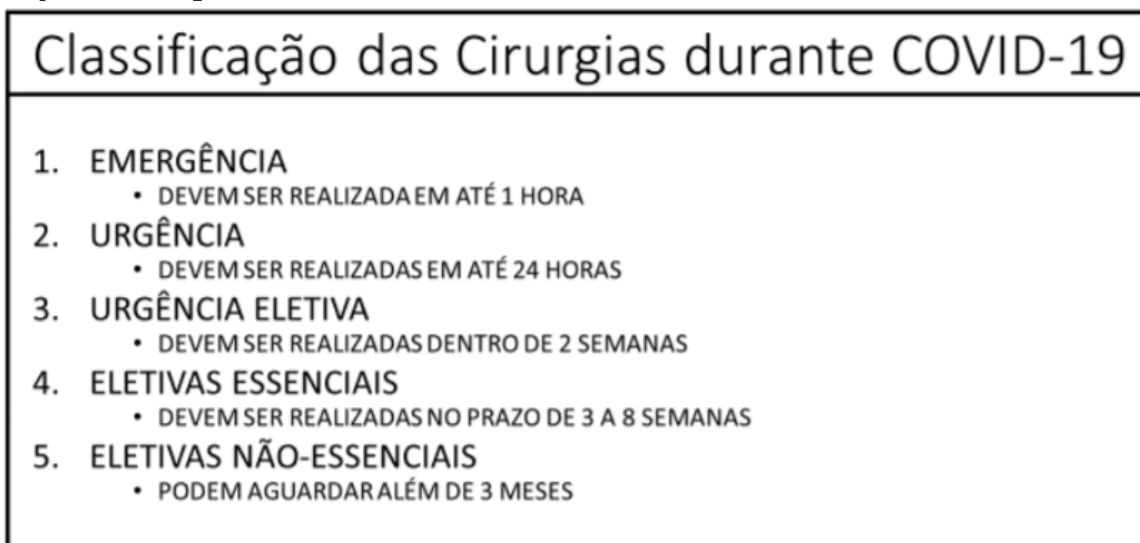 Classificação das Cirurgias durante COVID-19
1. EMERGÊNCIA
• DEVEM SER REALIZADA EM ATÉ 1 HORA
2. URGÊNCIA
• DEVEM SER REALIZADAS EM ATÉ 24 HORAS
3. URGÊNCIA ELETIVA
• DEVEM SER REALIZADAS DENTRO DE 2 SEMANAS
4. ELETIVAS ESSENCIAIS
• DEVEM SER REALIZADAS NO PRAZO DE 3 A 8 SEMANAS
5. ELETIVAS NÃO-ESSENCIAIS
• PODEM AGUARDAR ALÉM DE 3 MESES